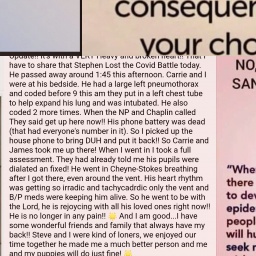 consequen
your cho
Update!! It's with a VERY heavy and broken heart!! That I
have to share that Stephen Lost the Covid Battle today.
He passed away around 1:45 this afternoon. Carrie and I
were at his bedside. He had a large left pneumothorax
and coded before 9 this am they put in a left chest tube
to help expand his lung and was intubated. He also
coded 2 more times. When the NP and Chaplin called
They said get up here now!! His phone battery was dead
(that had everyone's number in it). So I picked up the
house phone to bring DUH and put it back!! So Carrie and
James took me up there! When I went in I took a full
assessment. They had already told me his pupils were
dialated an fixed! He went in Cheyne-Stokes breathing
after I got there, even around the vent. His heart rhythm
was getting so irradic and tachycadrdic only the vent and
B/P meds were keeping him alive. So he went to be with
the Lord, he is rejoicing with all his loved ones right now!!
He is no longer in any pain!! 🌟 And I am good...I have
some wonderful friends and family that always have my
back!! Steve and I were kind of loners, we enjoyed our
time together he made me a much better person and me
and my puppies will do just fine! 🌟
NO,
SAN
"Whe
there
to dev
epide
people
will hu
seek r